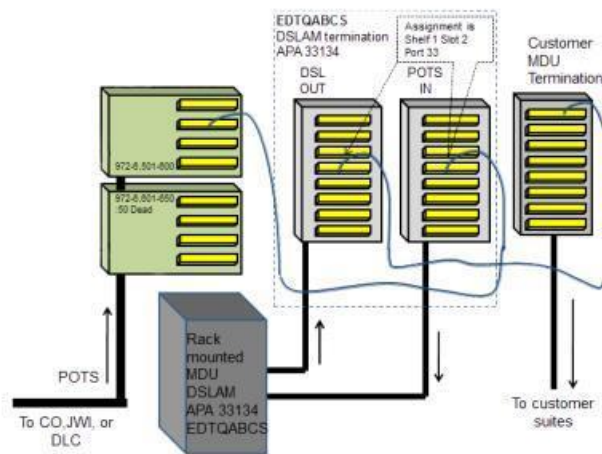 EDTQABCS
DSLAM termination
APA 33134
Assignment is
Shelf 1 Slot 2
Port 33
Customer
MDU
Termination
DSL
OUT
POTS
IN
972-6,501-600
972-6,601-650
:50 Dead
Rack
mounted
MDU
DSLAM
APA 33134
EDTQABCS
POTS
To CO,JWI, or
DLC
To customer
suites